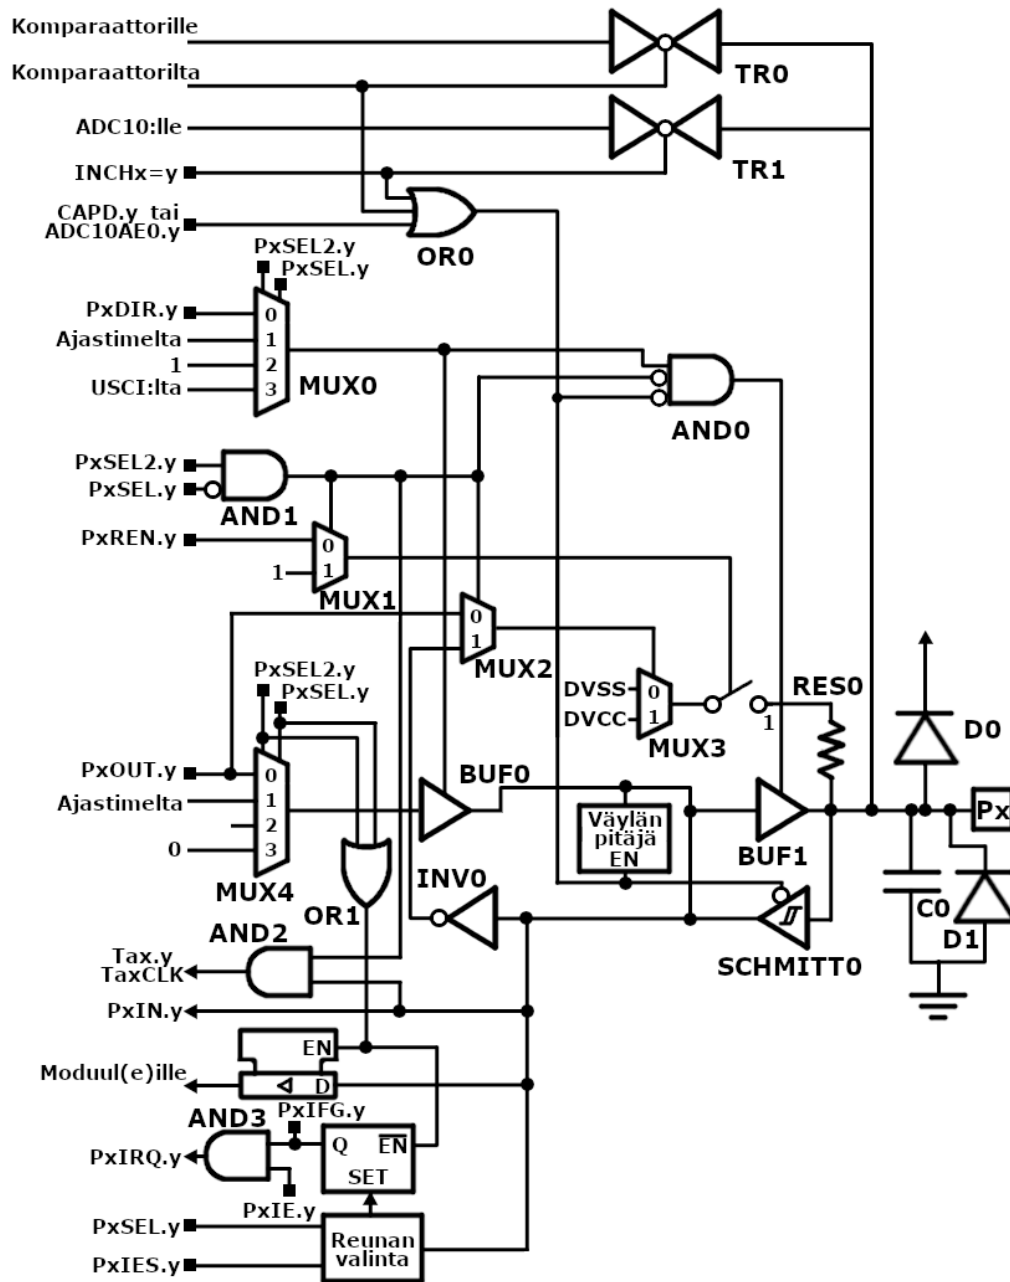 Komparaattorille
TR0
Komparaattorilta
ADC10:lle
TR1
INCHx=y
CAPD.y tai
ADC10AE0.y
OR0
PxSEL2.y
PxSEL.y
PxDIR.y
0
Ajastimelta
1
1
2
USCI:lta
3
MUX0
AND0
PxSEL2.y
PxSEL.y
AND1
PxREN.y
0
1
1
MUX1
0
1
MUX2
PxSEL2.y
PxSEL.y
DVSS
0
DVCC
1
MUX3
1
RES0
D0
PxOUT.y
0
Ajastimelta
1
2
0
3
MUX4
BUF0
Väylän
pitäjä
EN
BUF1
Px
OR1
INV0
C0
D1
SCHMITT0
AND2
Tax.y
TaxCLK
PxIN.y
EN
Moduul(e)ille
D
AND3
PxIFG.y
Q
EN
SET
PxIRQ.y
PxIE.y
PxSEL.y
Reunan
valinta
PxIES.y